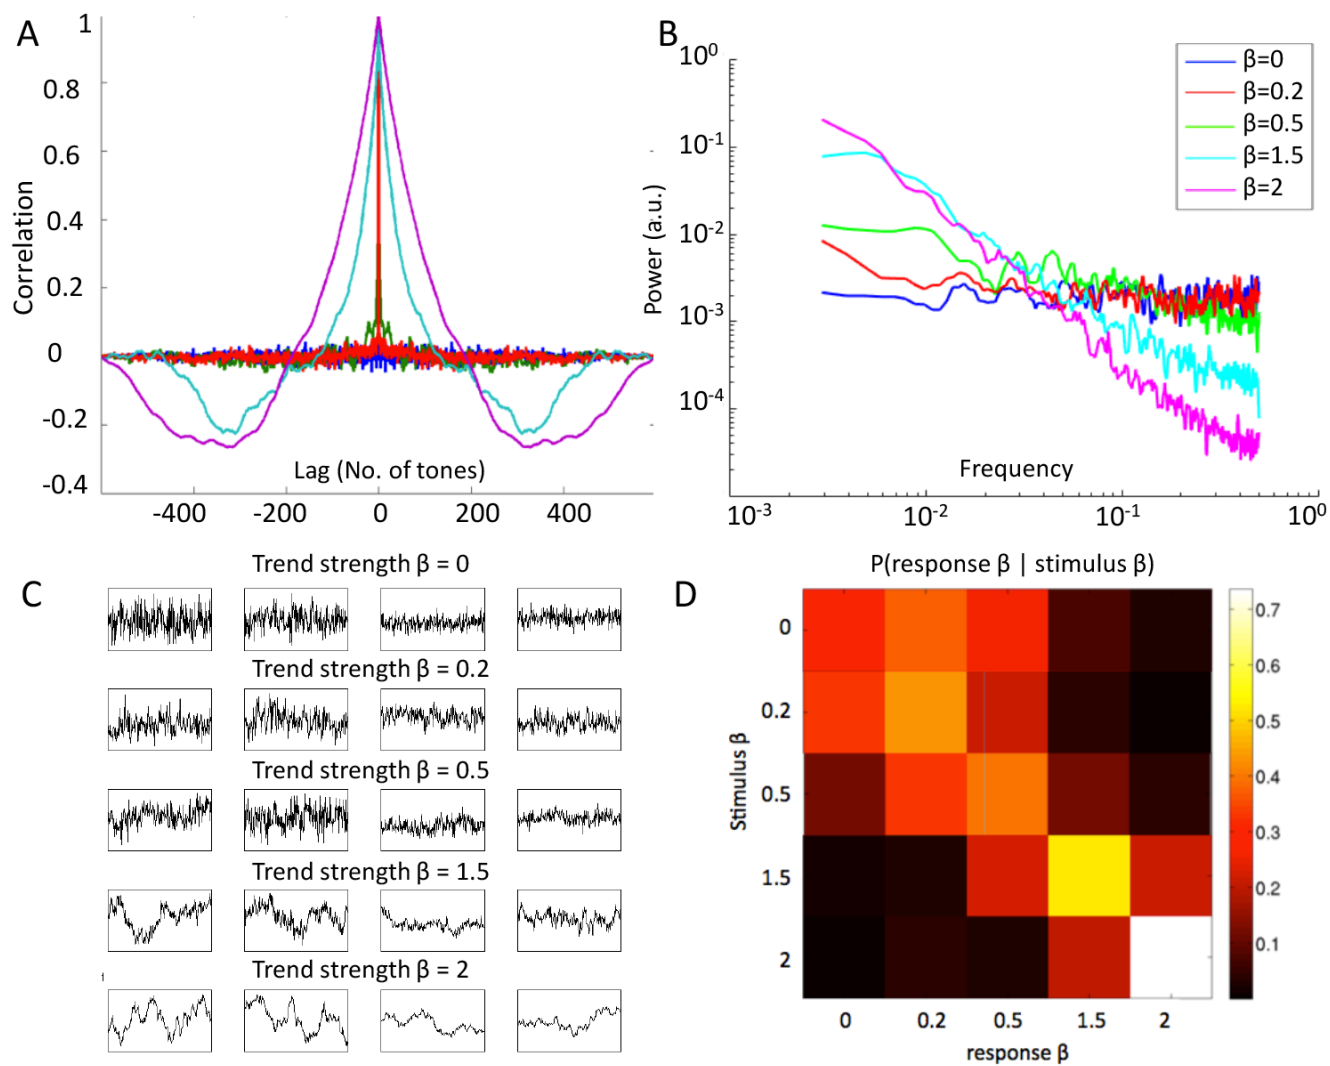 A
1
0.8
0.6
0.4
0.2
0
-0.2
-0.4
Correlation
Lag (No. of tones)
-400 -200 0 200 400
B
10^0
10^-1
10^-2
10^-3
10^-4
Power (a.u.)
β=0
β=0.2
β=0.5
β=1.5
β=2
Frequency
10^-3 10^-2 10^-1 10^0
C
Trend strength β = 0
Trend strength β = 0.2
Trend strength β = 0.5
Trend strength β = 1.5
Trend strength β = 2
D
P(response β | stimulus β)
Stimulus β
0
0.2
0.5
1.5
2
0 0.2 0.5 1.5 2
response β
0.7
0.6
0.5
0.4
0.3
0.2
0.1